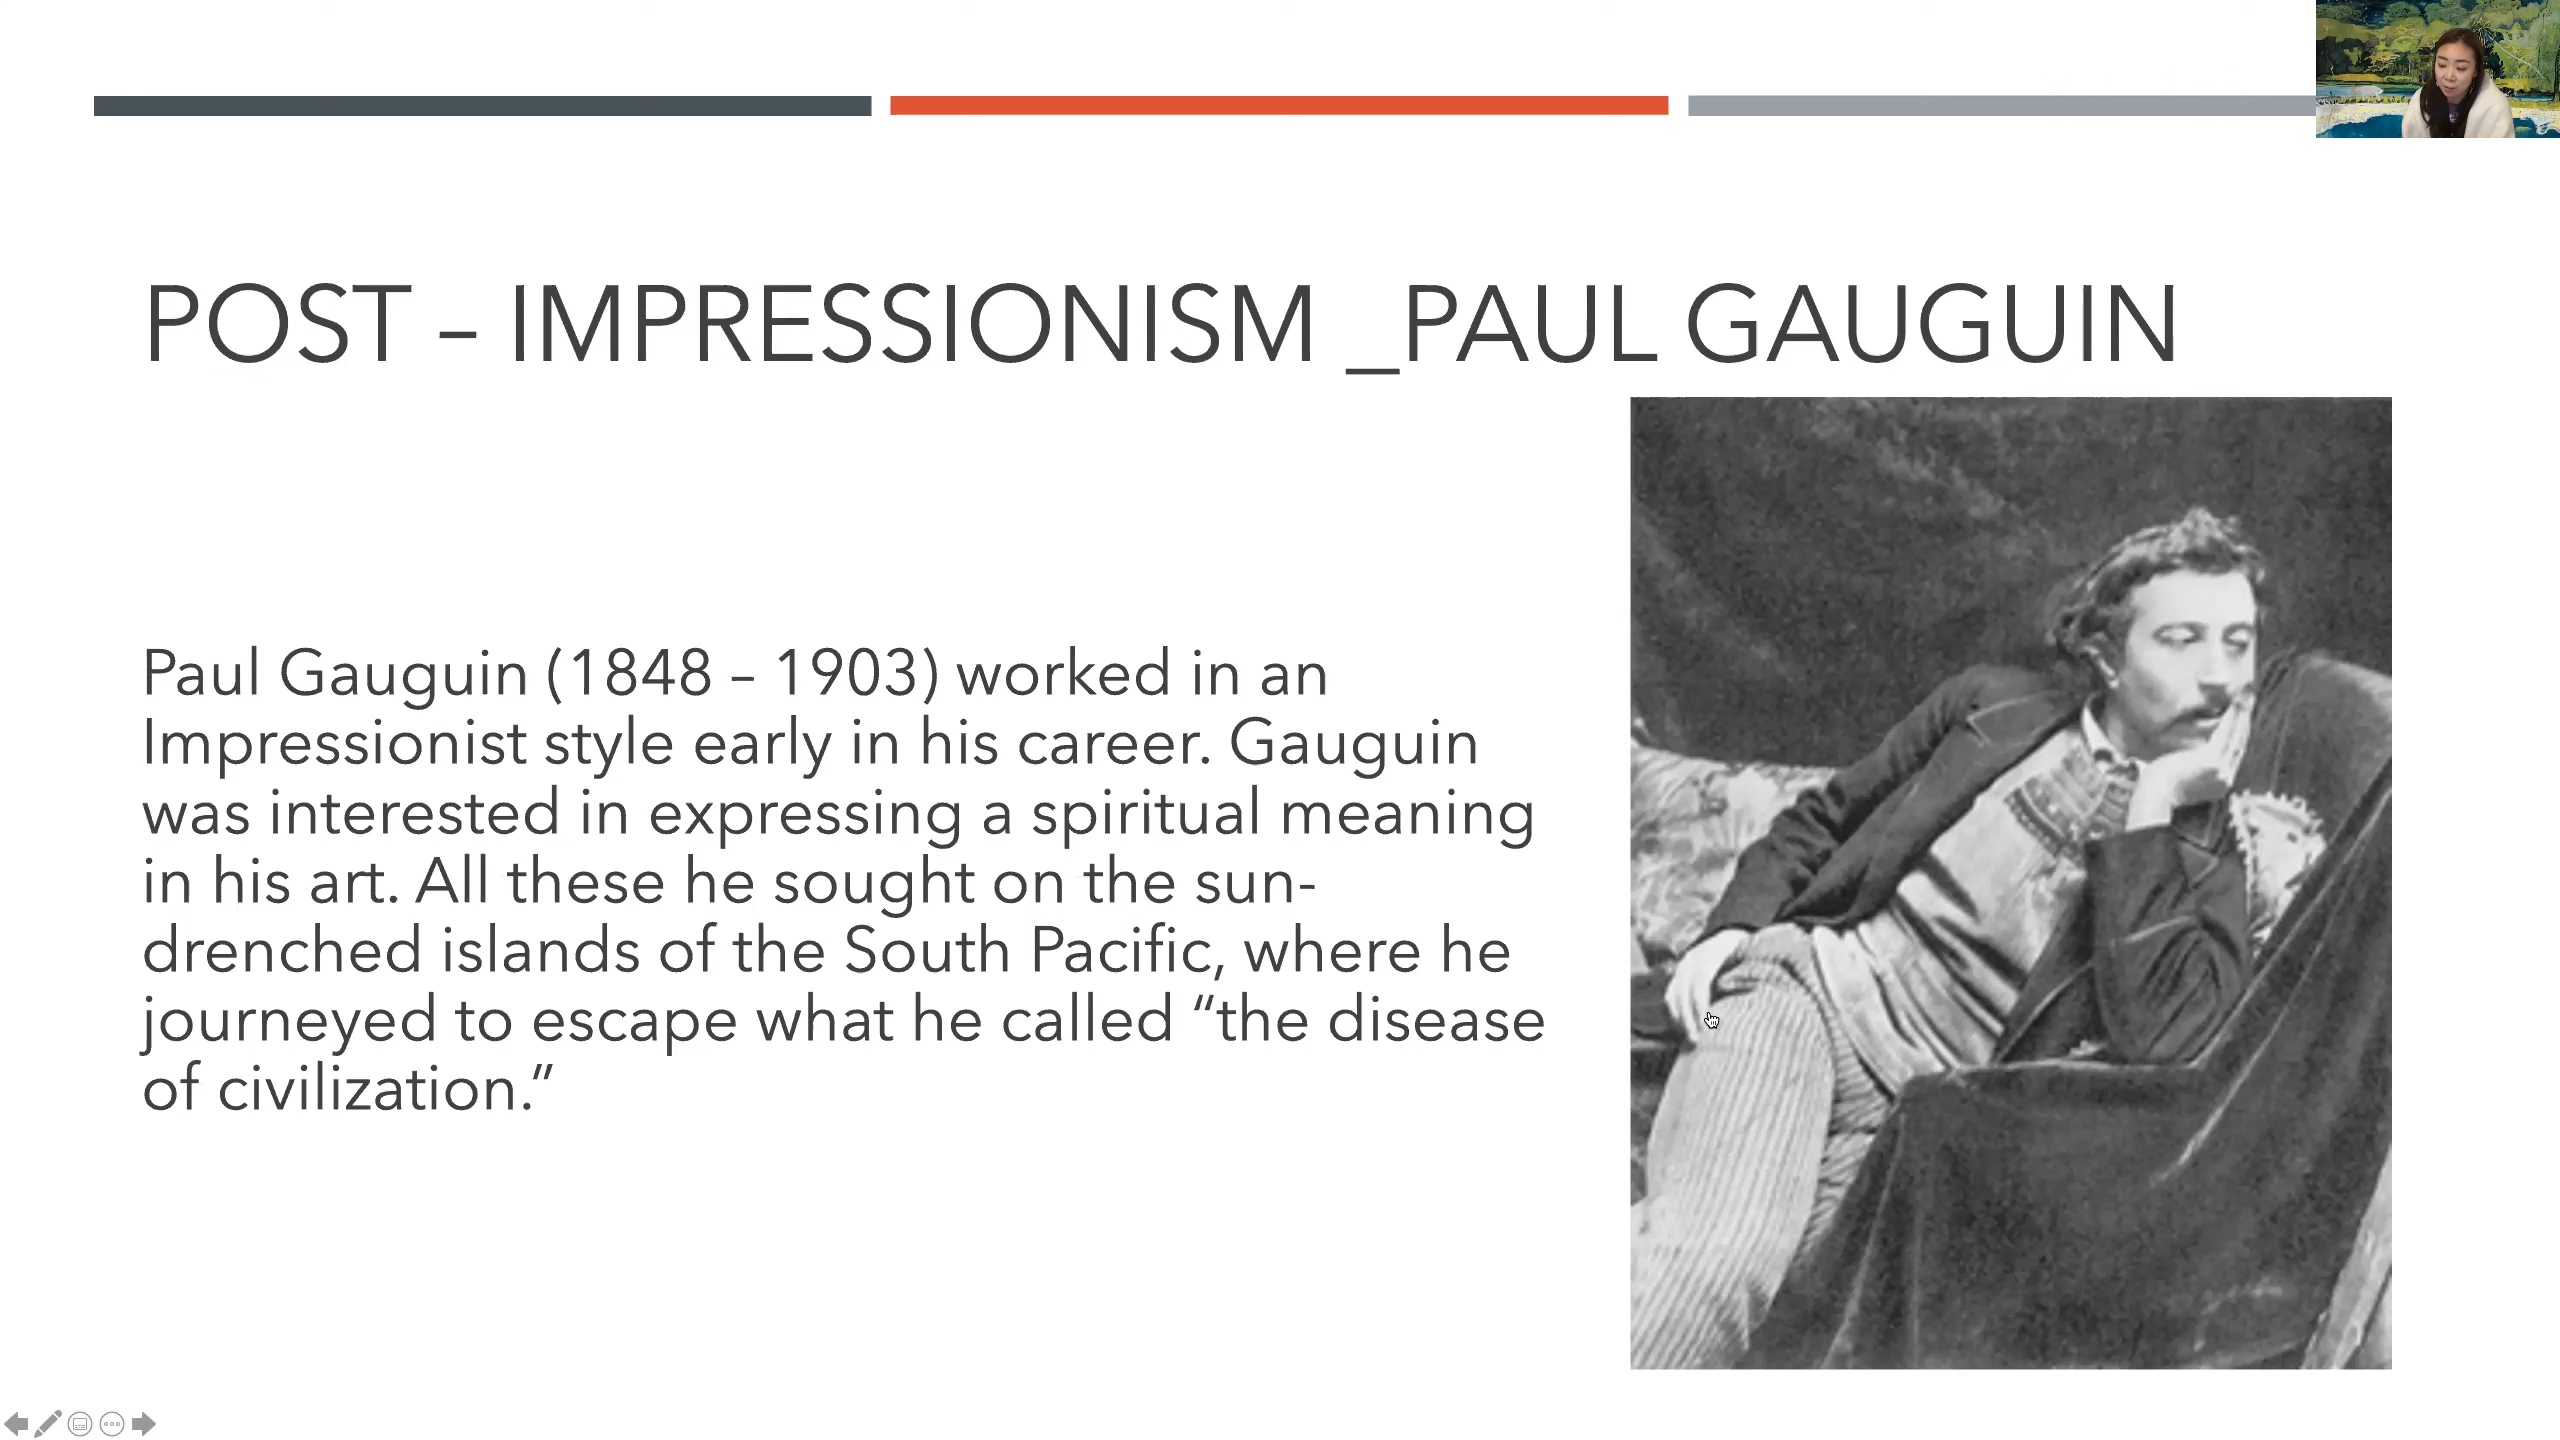 POST – IMPRESSIONISM _PAUL GAUGUIN
Paul Gauguin (1848 – 1903) worked in an
Impressionist style early in his career. Gauguin
was interested in expressing a spiritual meaning
in his art. All these he sought on the sun-
drenched islands of the South Pacific, where he
journeyed to escape what he called “the disease
of civilization.”